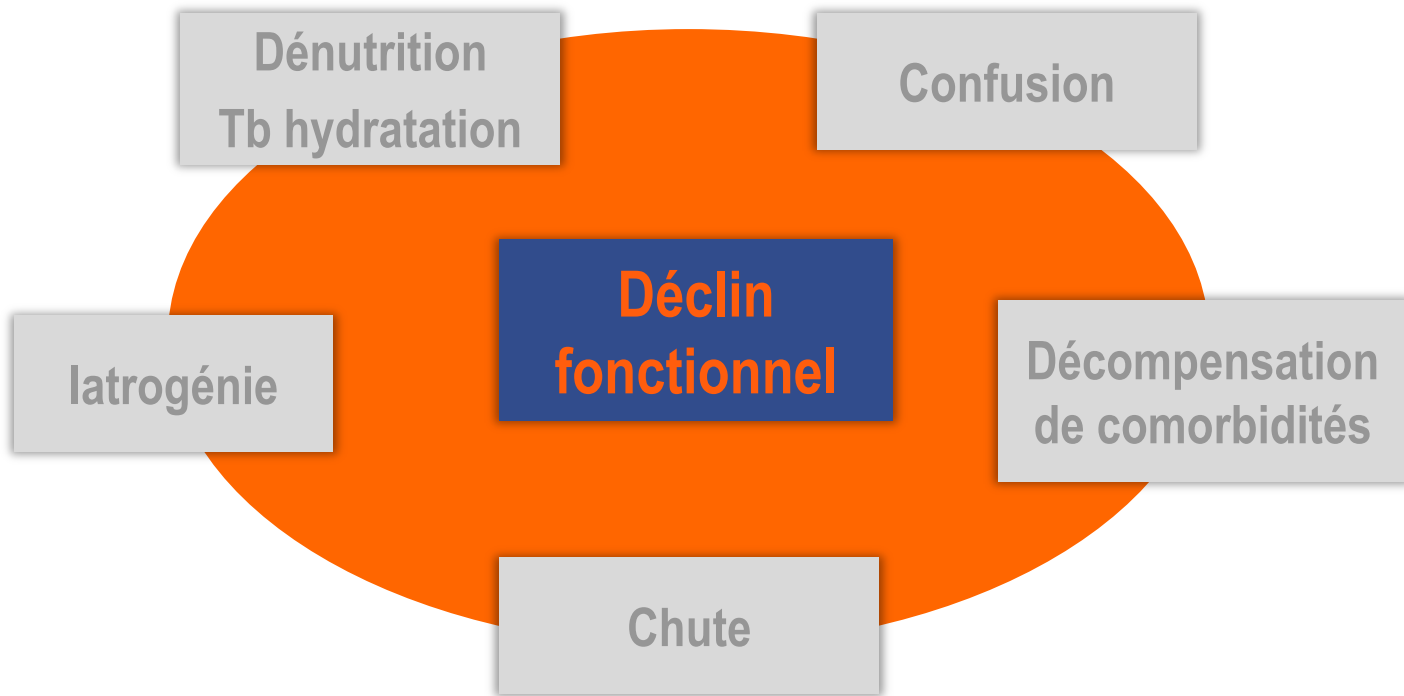 Dénutrition
Tb hydratation
Confusion
Déclin
fonctionnel
Iatrogénie
Décompensation
de comorbidités
Chute